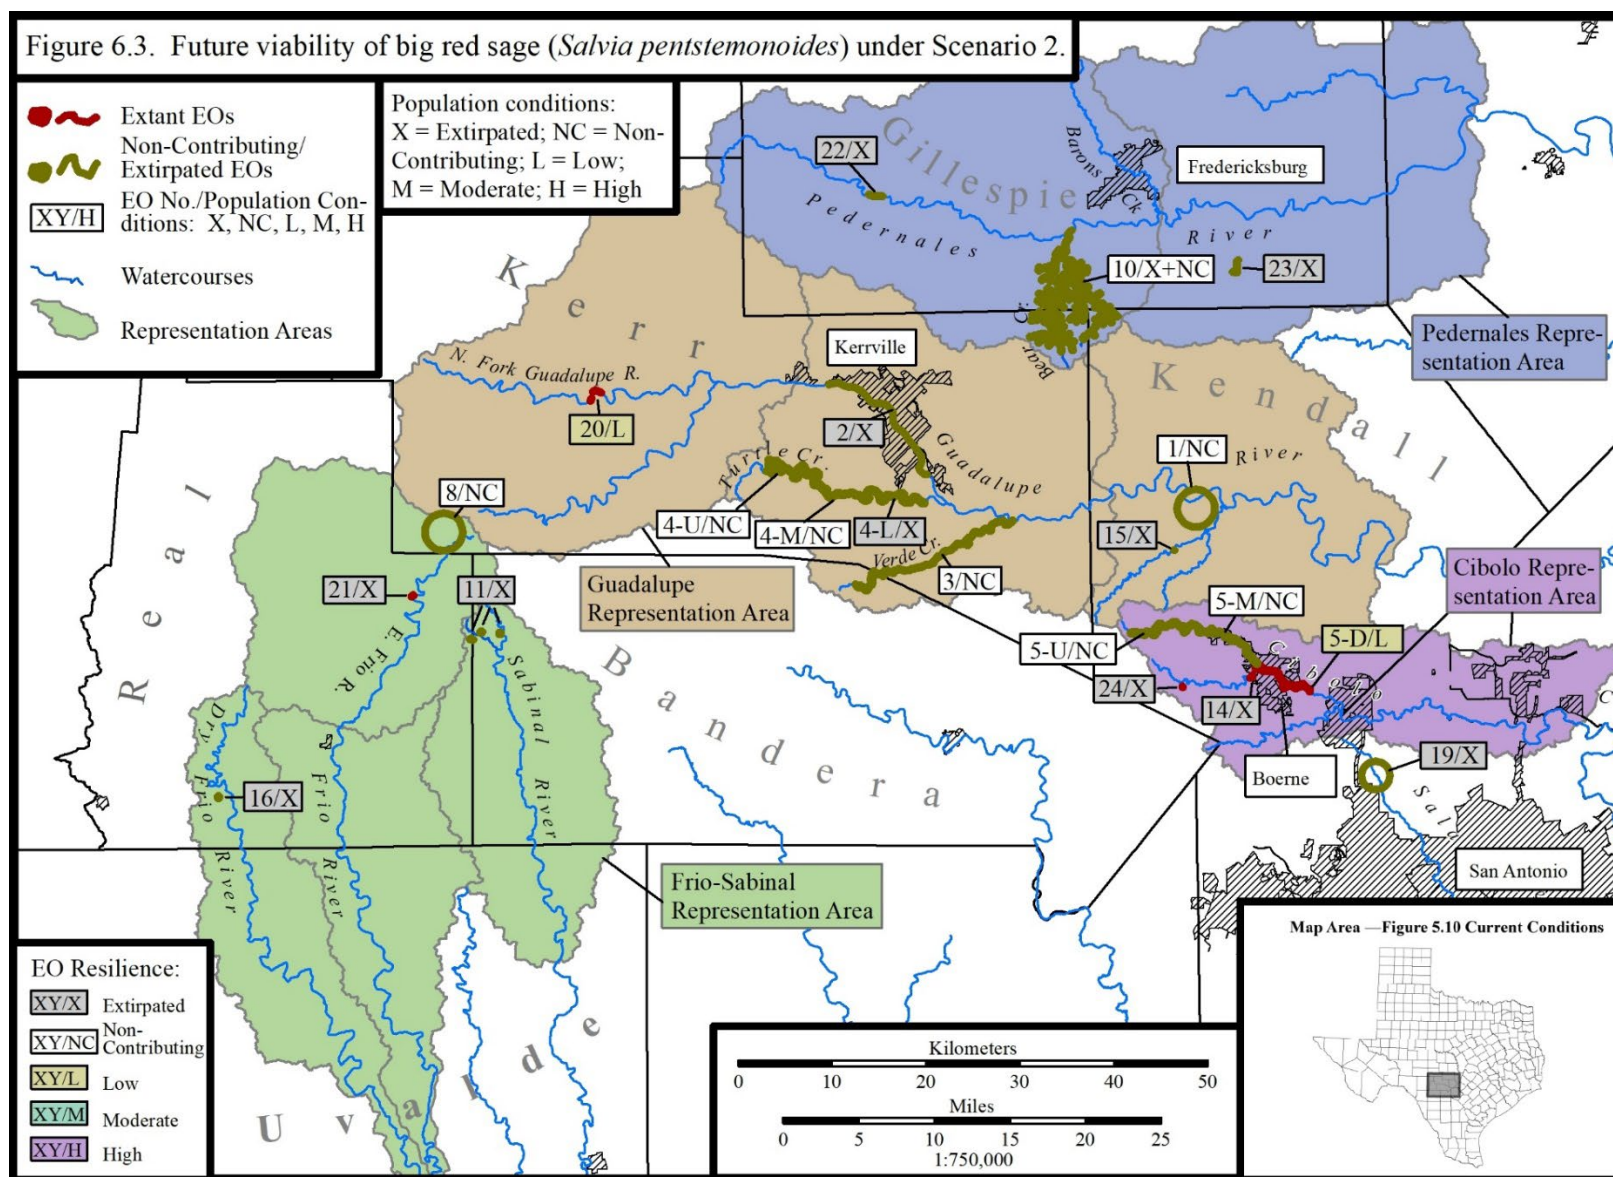 Figure 6.3. Future viability of big red sage (Salvia pentstemonoides) under Scenario 2.
Extant EOs
Non-Contributing/
Extirpated EOs
XY/H
EO No./Population Con-
ditions: X, NC, L, M, H
Watercourses
Representation Areas
Population conditions:
X = Extirpated; NC = Non-
Contributing; L = Low;
M = Moderate; H = High
Gillespie
Barons
Ck
Fredericksburg
22/X
Pedernales
River
10/X+NC
23/X
Pedernales Repre-
sentation Area
Kerr
Kerrville
Bear
Cr.
Kendall
N. Fork Guadalupe R.
20/L
2/X
Guadalupe
River
1/NC
Turtle Cr.
8/NC
4-U/NC
4-M/NC
4-L/X
15/X
Verde Cr.
3/NC
Real
Guadalupe
Representation Area
Cibolo Repre-
sentation Area
21/X
11/X
5-M/NC
5-U/NC
5-D/L
Cibolo
C
E. Frio R.
Sabinal River
Bandera
24/X
14/X
Boerne
19/X
Sal
Dry Frio River
16/X
Frio River
San Antonio
Frio-Sabinal
Representation Area
Uvalde
EO Resilience:
XY/X Extirpated
XY/NC Non-
Contributing
XY/L Low
XY/M Moderate
XY/H High
Kilometers
0 10 20 30 40 50
Miles
0 5 10 15 20 25
1:750,000
Map Area —Figure 5.10 Current Conditions